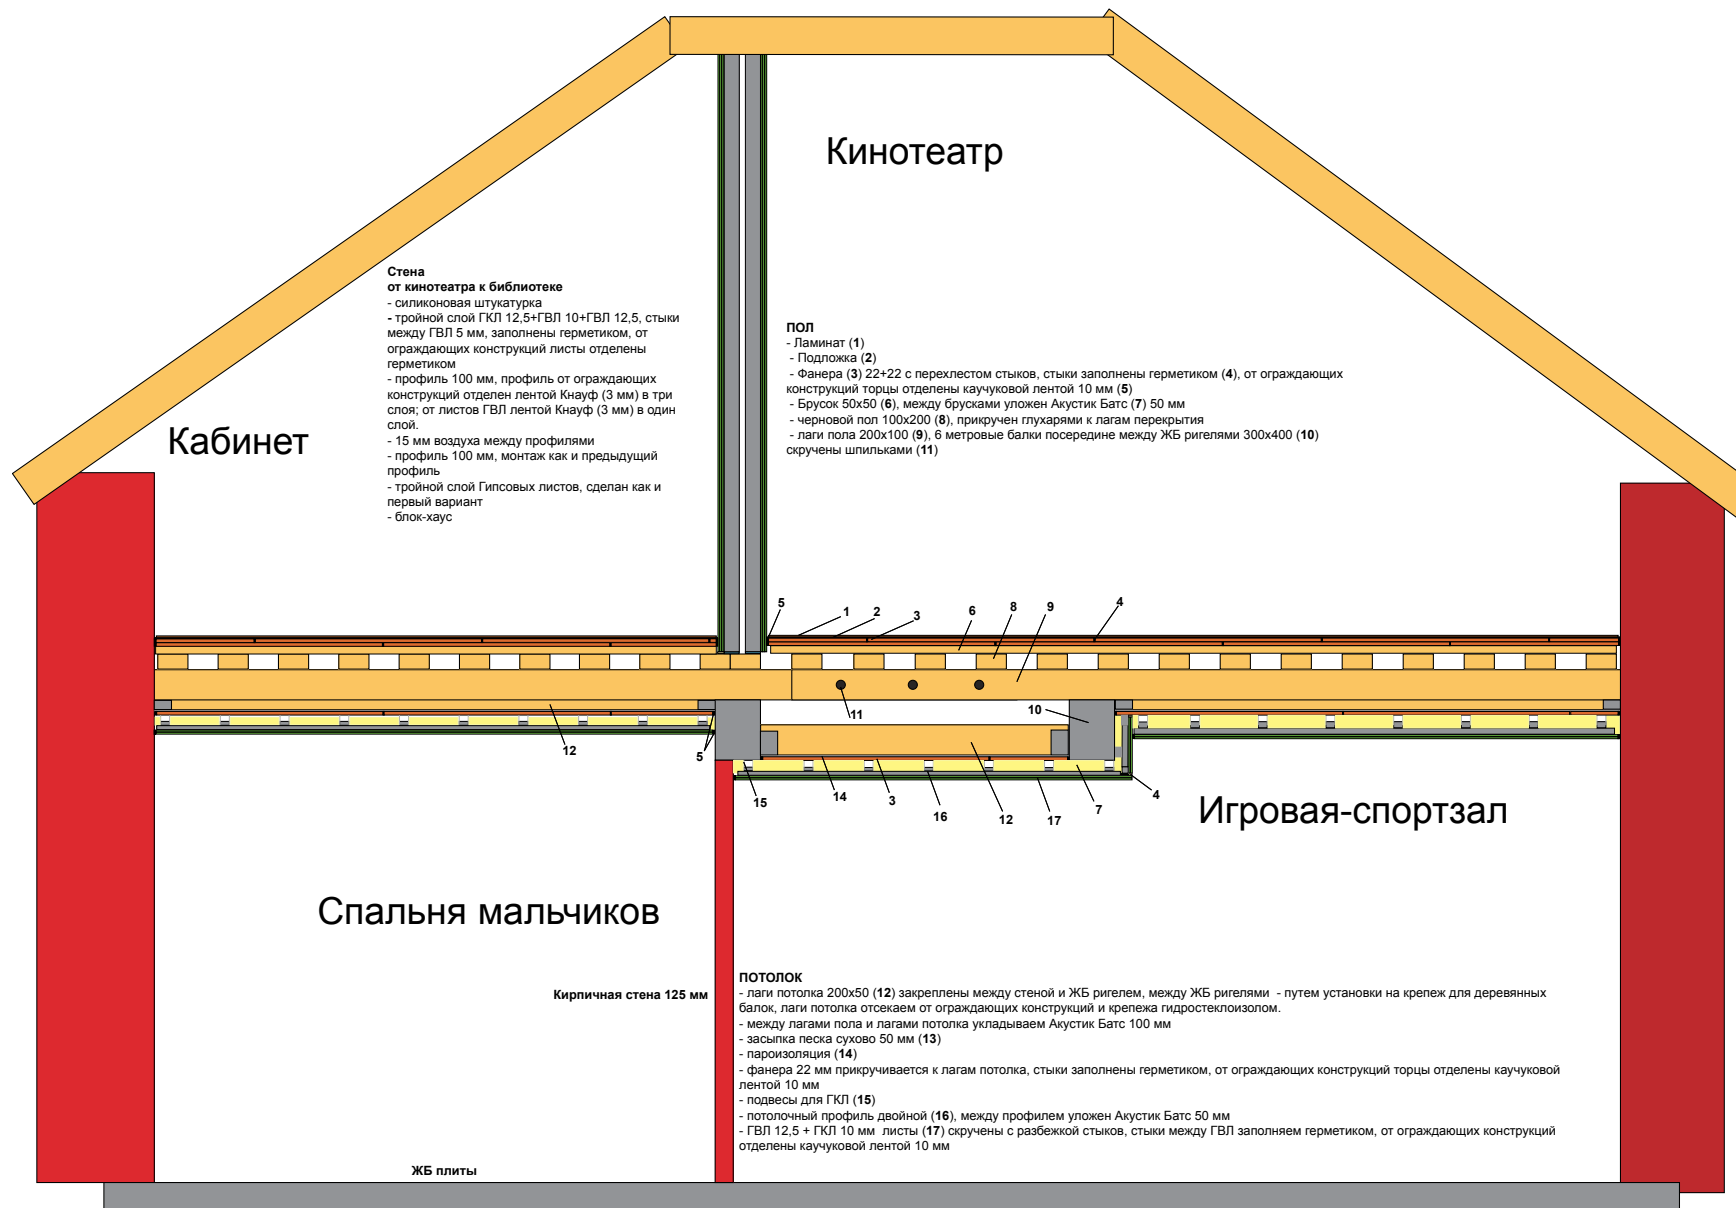 Кинотеатр
Стена
от кинотеатра к библиотеке
- силиконовая штукатурка
- тройной слой ГКЛ 12,5+ГВЛ 10+ГВЛ 12,5, стыки
между ГВЛ 5 мм, заполнены герметиком, от
ограждающих конструкций листы отделены
герметиком
- профиль 100 мм, профиль от ограждающих
конструкций отделен лентой Кнауф (3 мм) в три
слоя; от листов ГВЛ лентой Кнауф (3 мм) в один
слой.
- 15 мм воздуха между профилями
- профиль 100 мм, монтаж как и предыдущий
профиль
- тройной слой Гипсовых листов, сделан как и
первый вариант
- блок-хаус
ПОЛ
- Ламинат (1)
- Подложка (2)
- Фанера (3) 22+22 с перехлестом стыков, стыки заполнены герметиком (4), от ограждающих
конструкций торцы отделены каучуковой лентой 10 мм (5)
- Брусок 50х50 (6), между брусками уложен Акустик Батс (7) 50 мм
- черновой пол 100х200 (8), прикручен глухарями к лагам перекрытия
- лаги пола 200х100 (9), 6 метровые балки посередине между ЖБ ригелями 300х400 (10)
скручены шпильками (11)
Кабинет
5 1 2 3 6 8 9 4
10
11
12
5
15 14 3 16 12 17 7 4
Игровая-спортзал
Спальня мальчиков
Кирпичная стена 125 мм
ПОТОЛОК
- лаги потолка 200х50 (12) закреплены между стеной и ЖБ ригелем, между ЖБ ригелями - путем установки на крепеж для деревянных
балок, лаги потолка отсекаем от ограждающих конструкций и крепежа гидростеклоизолом.
- между лагами пола и лагами потолка укладываем Акустик Батс 100 мм
- засыпка песка сухово 50 мм (13)
- пароизоляция (14)
- фанера 22 мм прикручивается к лагам потолка, стыки заполнены герметиком, от ограждающих конструкций торцы отделены каучуковой
лентой 10 мм
- подвесы для ГКЛ (15)
- потолочный профиль двойной (16), между профилем уложен Акустик Батс 50 мм
- ГВЛ 12,5 + ГКЛ 10 мм листы (17) скручены с разбежкой стыков, стыки между ГВЛ заполняем герметиком, от ограждающих конструкций
отделены каучуковой лентой 10 мм
ЖБ плиты